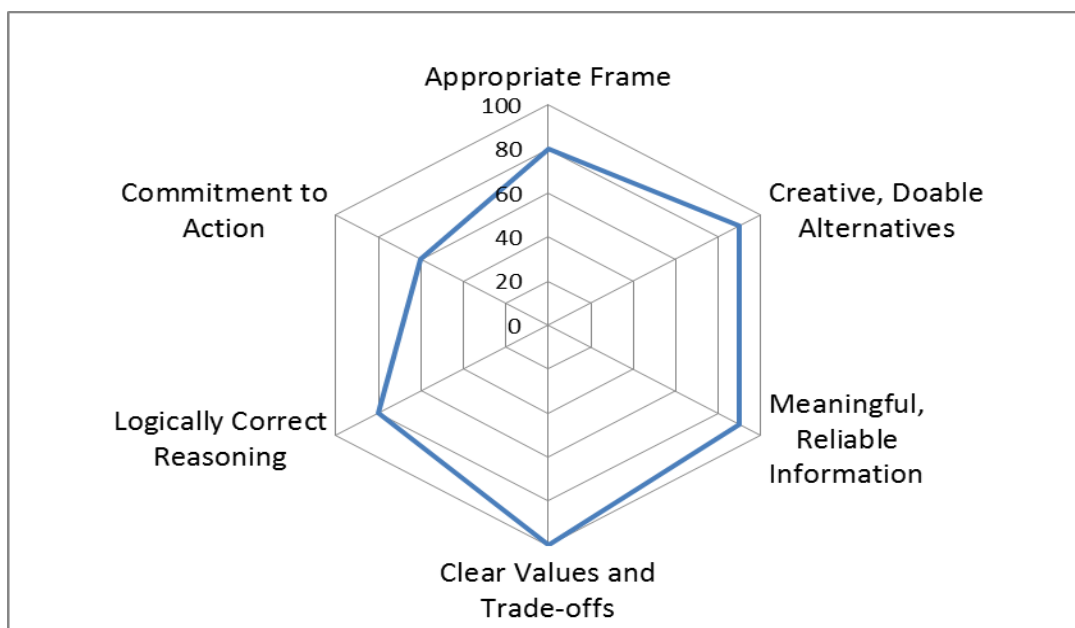 Appropriate Frame
100
80
60
40
20
0
Creative, Doable
Alternatives
Meaningful,
Reliable
Information
Clear Values and
Trade-offs
Logically Correct
Reasoning
Commitment to
Action